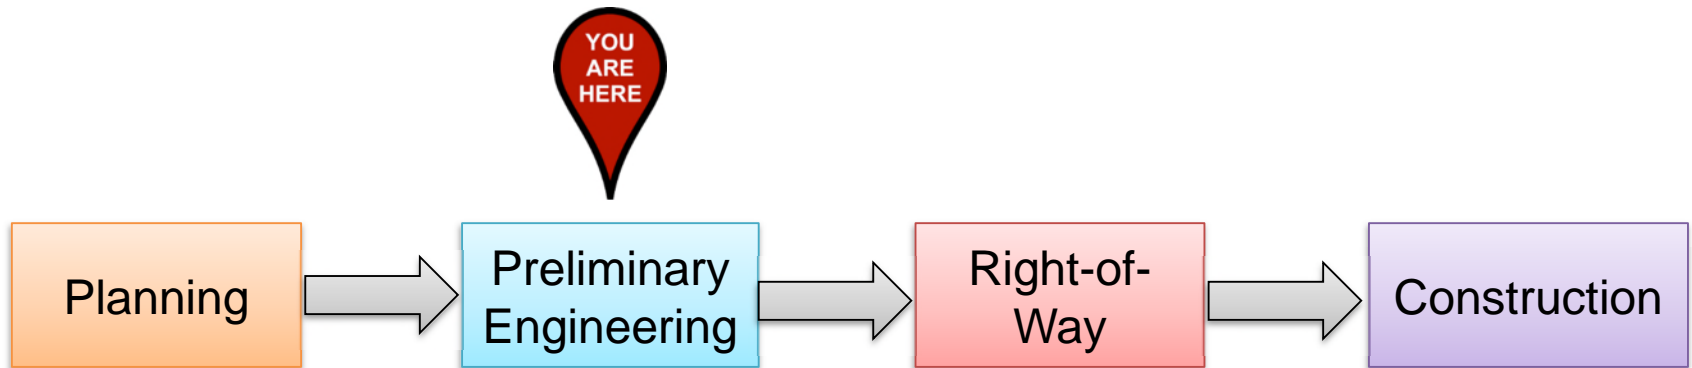 YOU
ARE
HERE
Planning
Preliminary
Engineering
Right-of-
Way
Construction